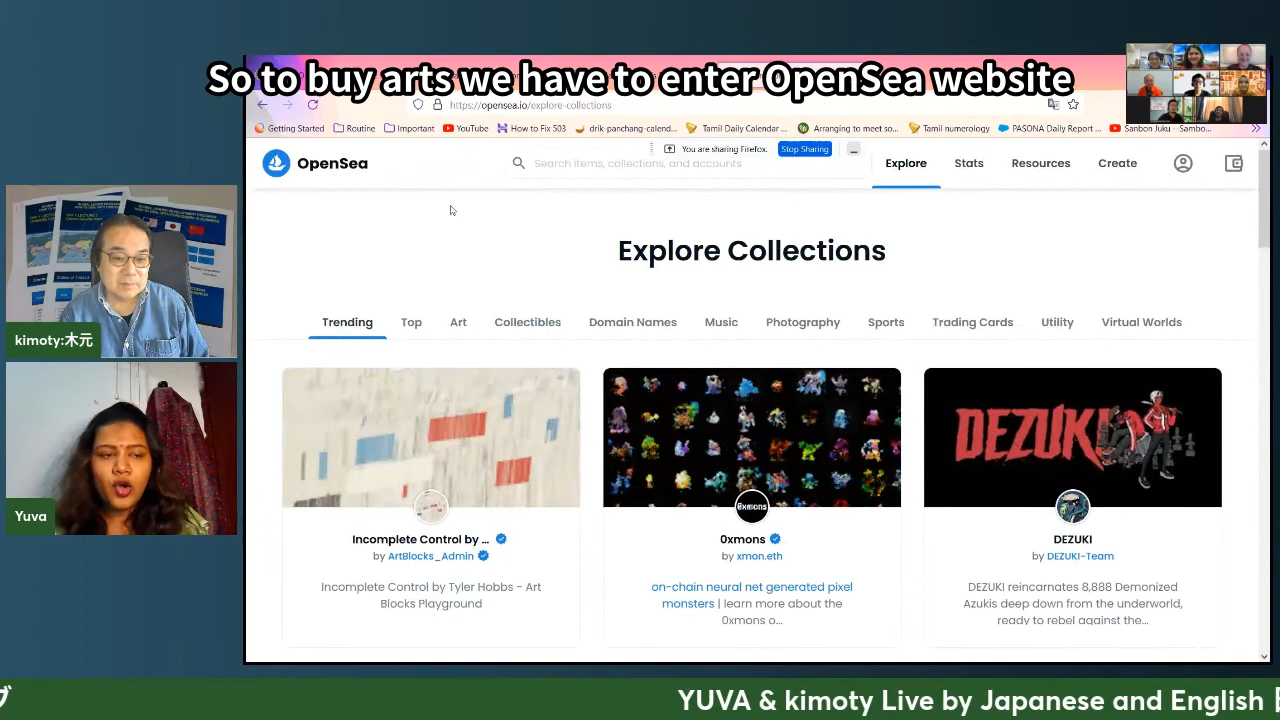 So to buy arts we have to enter OpenSea website
https://opensea.io/explore-collections
Getting Started
Routine
Important
YouTube
How to Fix 503
drik-panchang-calend...
Tamil Daily Calendar ...
Arranging to meet so...
Tamil numerology
PASONA Daily Report ...
Sanbon Juku - Sambo...
You are sharing Firefox.
Stop Sharing
OpenSea
Search items, collections, and accounts
Explore
Stats
Resources
Create
Explore Collections
Trending
Top
Art
Collectibles
Domain Names
Music
Photography
Sports
Trading Cards
Utility
Virtual Worlds
kimoty:木元
Yuva
DEZUKI
0xmons
Incomplete Control by ...
by ArtBlocks_Admin
Incomplete Control by Tyler Hobbs - Art
Blocks Playground
0xmons
by xmon.eth
on-chain neural net generated pixel
monsters | learn more about the
0xmons o...
DEZUKI
by DEZUKI-Team
DEZUKI reincarnates 8,888 Demonized
Azukis deep down from the underworld,
ready to rebel against the...
YUVA & kimoty Live by Japanese and English